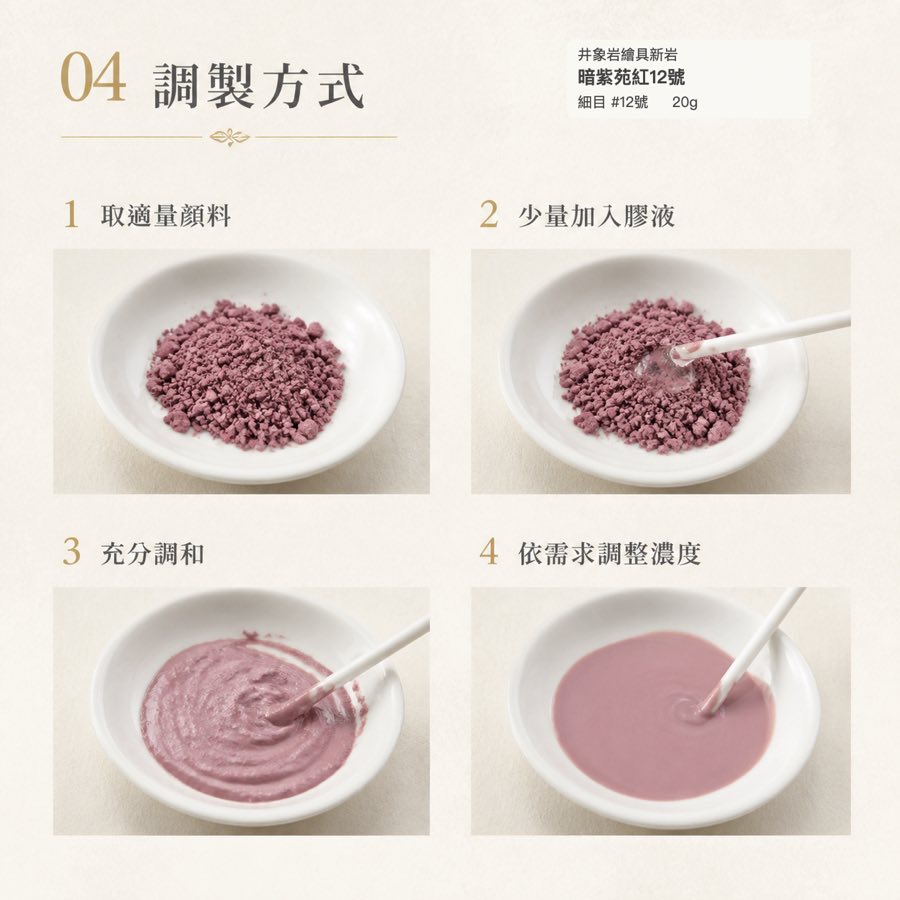 04 調製方式
井象岩繪具新岩
暗紫苑紅12號
細目 #12號 20g
1 取適量顏料
2 少量加入膠液
3 充分調和
4 依需求調整濃度